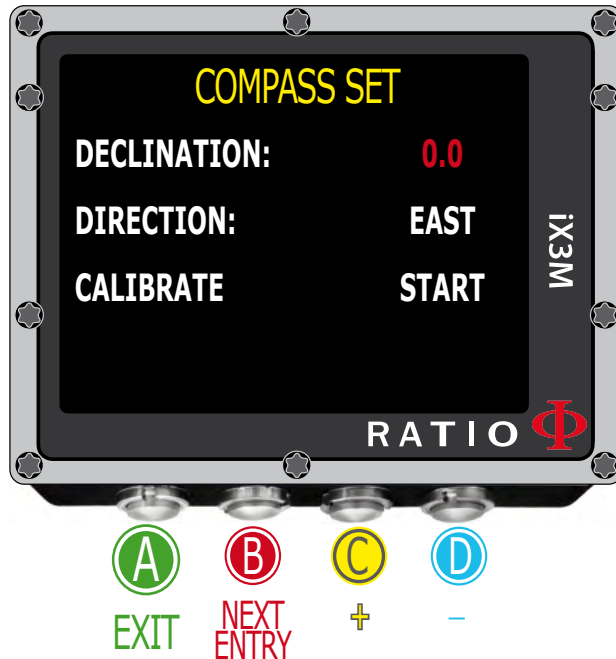 COMPASS SET
DECLINATION: 0.0
DIRECTION: EAST
CALIBRATE START
iX3M
RATIO Φ
A B C D
EXIT NEXT ENTRY + −